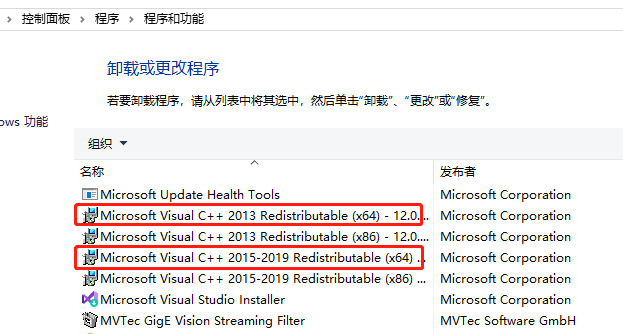 控制面板 › 程序 › 程序和功能
卸载或更改程序
若要卸载程序，请从列表中将其选中，然后单击“卸载”、“更改”或“修复”。
ows 功能
组织
名称 发布者
Microsoft Update Health Tools Microsoft Corporation
Microsoft Visual C++ 2013 Redistributable (x64) - 12.0.... Microsoft Corporation
Microsoft Visual C++ 2013 Redistributable (x86) - 12.0.... Microsoft Corporation
Microsoft Visual C++ 2015-2019 Redistributable (x64) ... Microsoft Corporation
Microsoft Visual C++ 2015-2019 Redistributable (x86) ... Microsoft Corporation
Microsoft Visual Studio Installer Microsoft Corporation
MVTec GigE Vision Streaming Filter MVTec Software GmbH